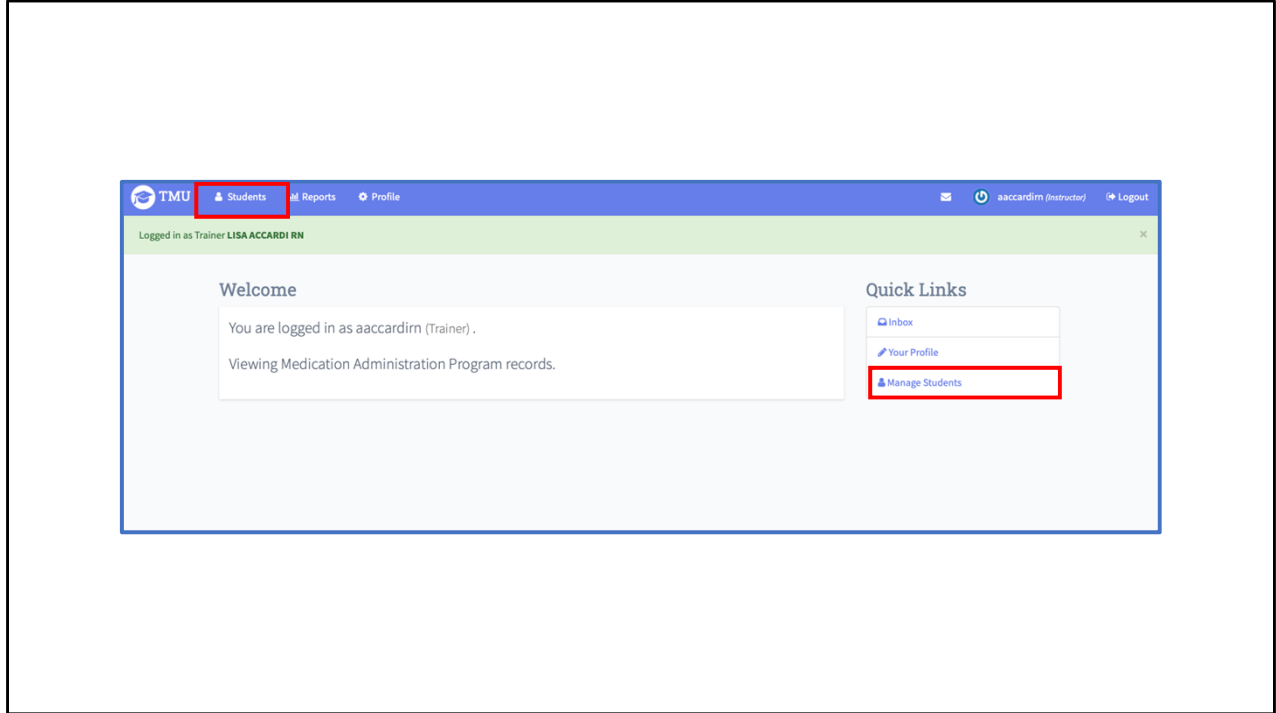 TMU Students Reports Profile aaccardirn (Instructor) Logout
Logged in as Trainer LISA ACCARDI RN ×
Welcome
You are logged in as aaccardirn (Trainer) .
Viewing Medication Administration Program records.
Quick Links
Inbox
Your Profile
Manage Students